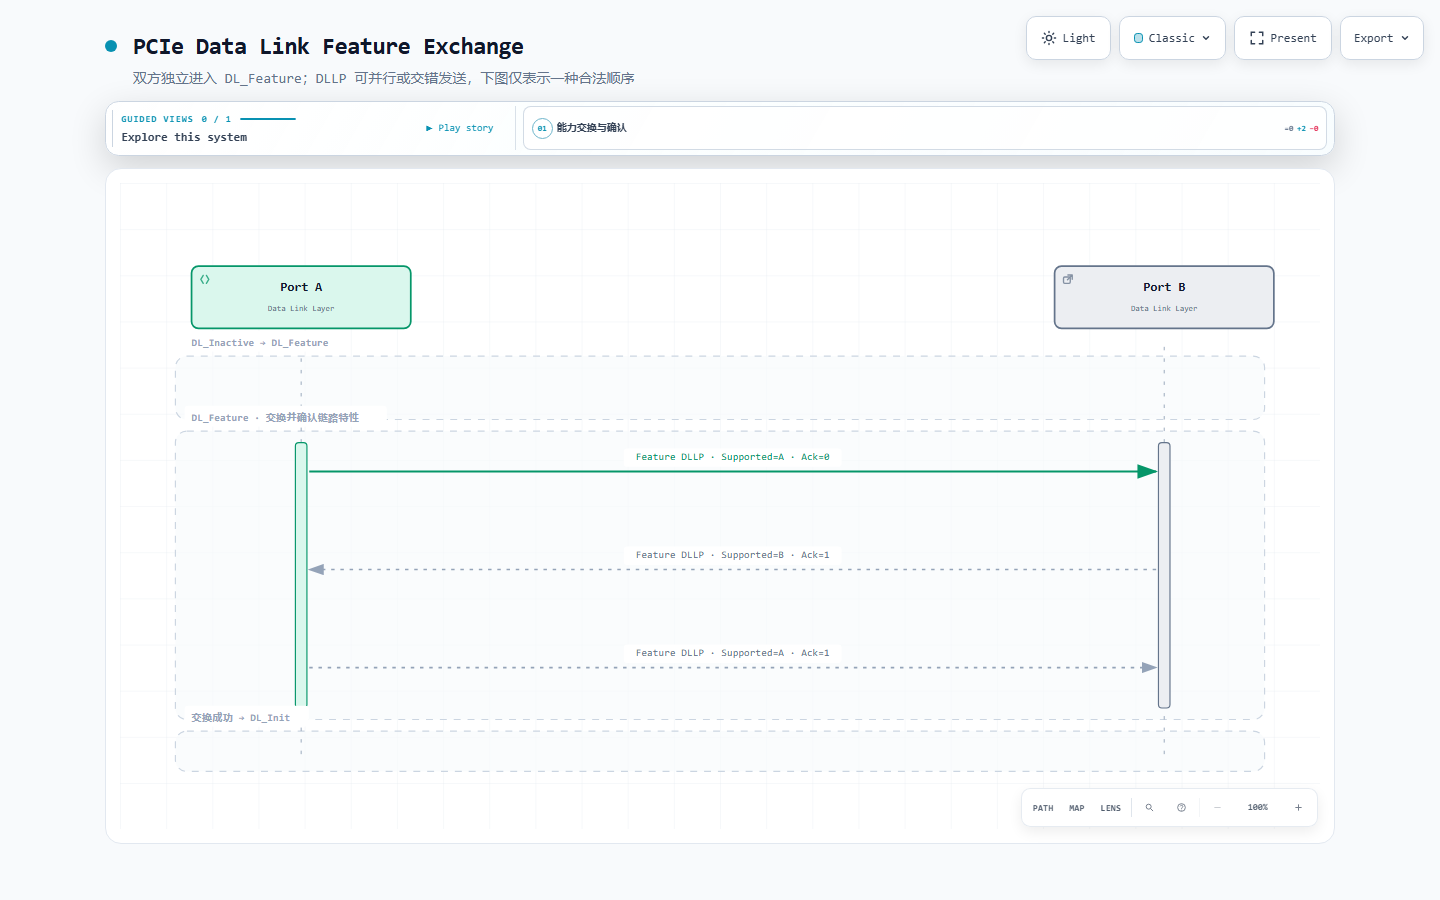 PCIe Data Link Feature Exchange
双方独立进入 DL_Feature；DLLP 可并行或交错发送，下图仅表示一种合法顺序
Light
Classic
Present
Export
GUIDED VIEWS 0 / 1
Explore this system
▶ Play story
01 能力交换与确认
~0 +2 -0
Port A
Data Link Layer
Port B
Data Link Layer
DL_Inactive → DL_Feature
DL_Feature · 交换并确认链路特性
Feature DLLP · Supported=A · Ack=0
Feature DLLP · Supported=B · Ack=1
Feature DLLP · Supported=A · Ack=1
交换成功 → DL_Init
PATH MAP LENS
100%